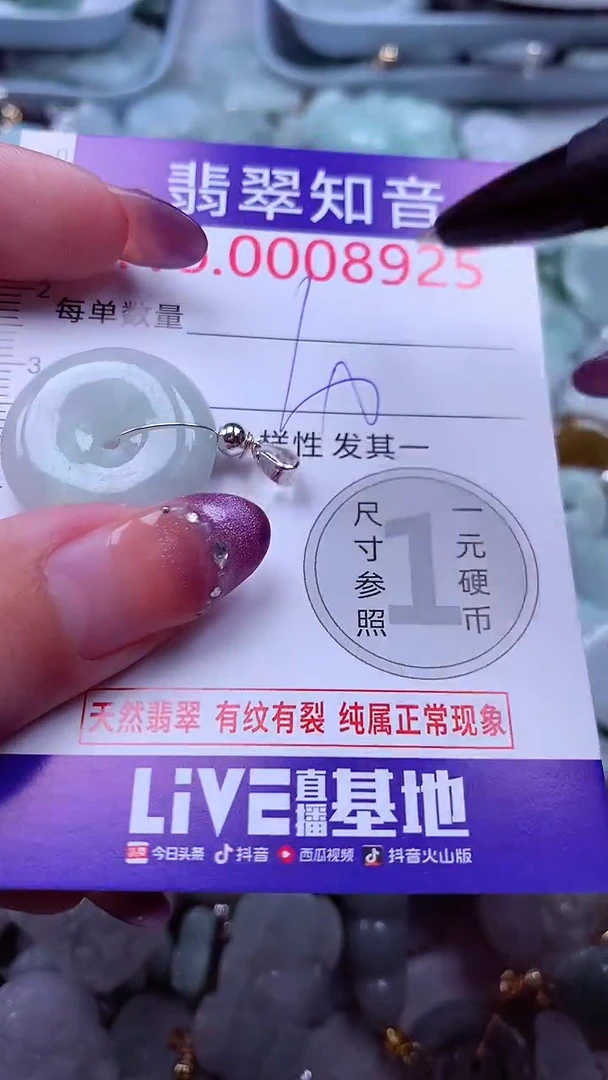 翡翠知音
.0008925
2
每单数量
3
样性 发其一
尺寸参照
1
一元硬币
天然翡翠 有纹有裂 纯属正常现象
LiVE直播基地
今日头条 抖音 西瓜视频 抖音火山版